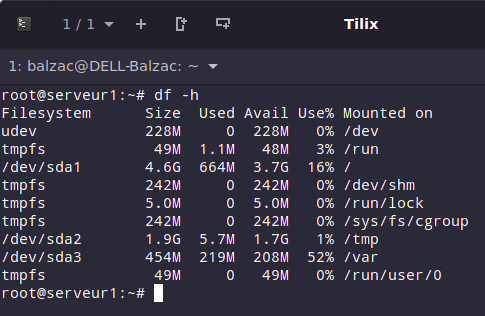 1 / 1 Tilix
1: balzac@DELL-Balzac: ~
root@serveur1:~# df -h
Filesystem Size Used Avail Use% Mounted on
udev 228M 0 228M 0% /dev
tmpfs 49M 1.1M 48M 3% /run
/dev/sda1 4.6G 664M 3.7G 16% /
tmpfs 242M 0 242M 0% /dev/shm
tmpfs 5.0M 0 5.0M 0% /run/lock
tmpfs 242M 0 242M 0% /sys/fs/cgroup
/dev/sda2 1.9G 5.7M 1.7G 1% /tmp
/dev/sda3 454M 219M 208M 52% /var
tmpfs 49M 0 49M 0% /run/user/0
root@serveur1:~#